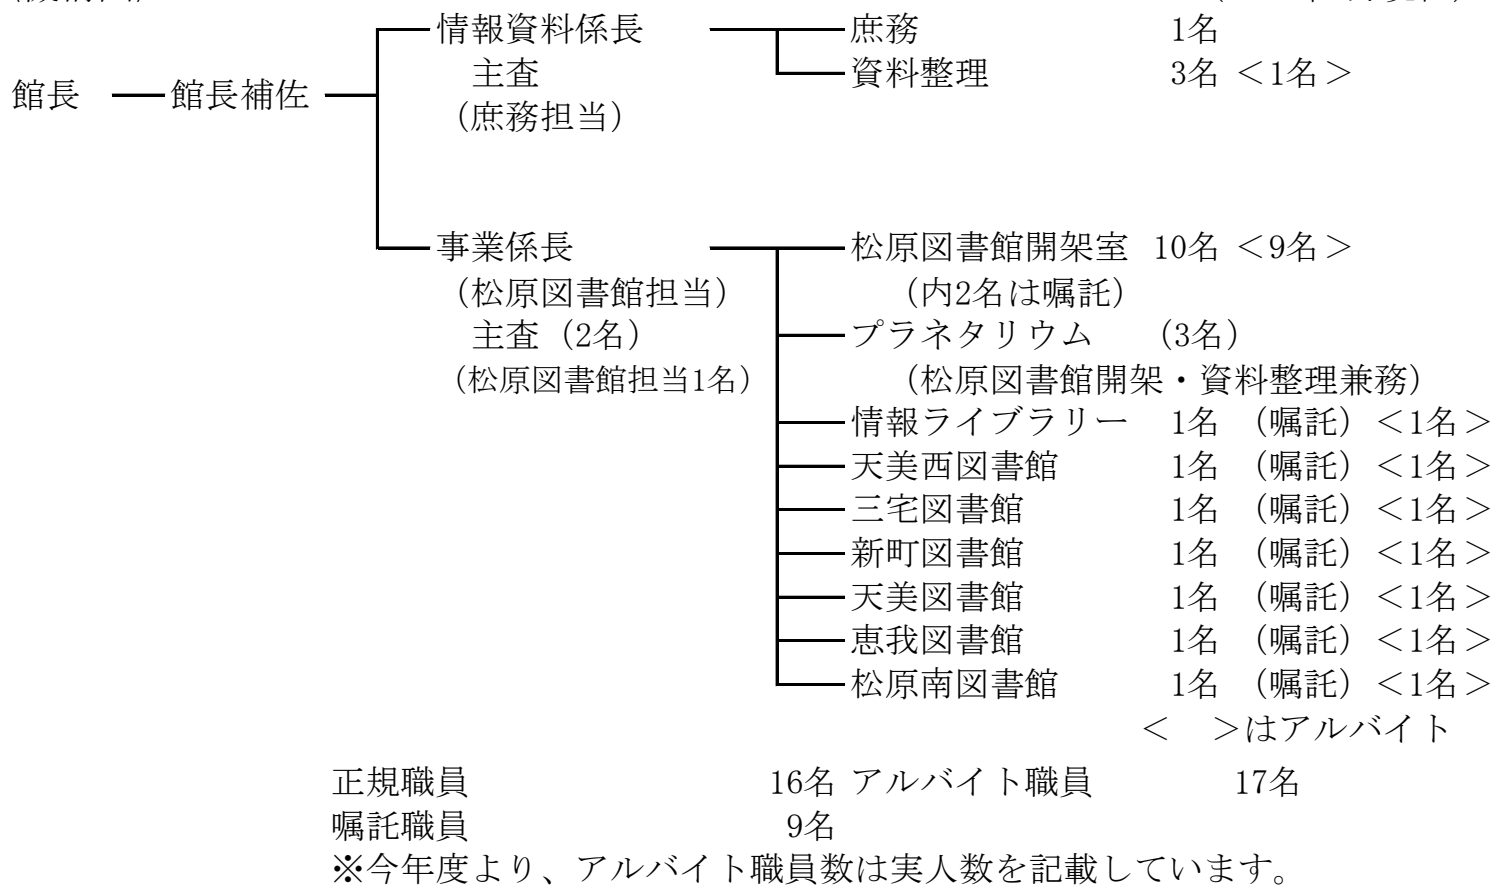 情報資料係長 庶務 1名
主査 資料整理 3名 <1名>
館長 館長補佐
(庶務担当)
事業係長 松原図書館開架室 10名 <9名>
(松原図書館担当) (内2名は嘱託)
主査(2名) プラネタリウム (3名)
(松原図書館担当1名) (松原図書館開架・資料整理兼務)
情報ライブラリー 1名 (嘱託) <1名>
天美西図書館 1名 (嘱託) <1名>
三宅図書館 1名 (嘱託) <1名>
新町図書館 1名 (嘱託) <1名>
天美図書館 1名 (嘱託) <1名>
恵我図書館 1名 (嘱託) <1名>
松原南図書館 1名 (嘱託) <1名>
< >はアルバイト
正規職員 16名 アルバイト職員 17名
嘱託職員 9名
※今年度より、アルバイト職員数は実人数を記載しています。